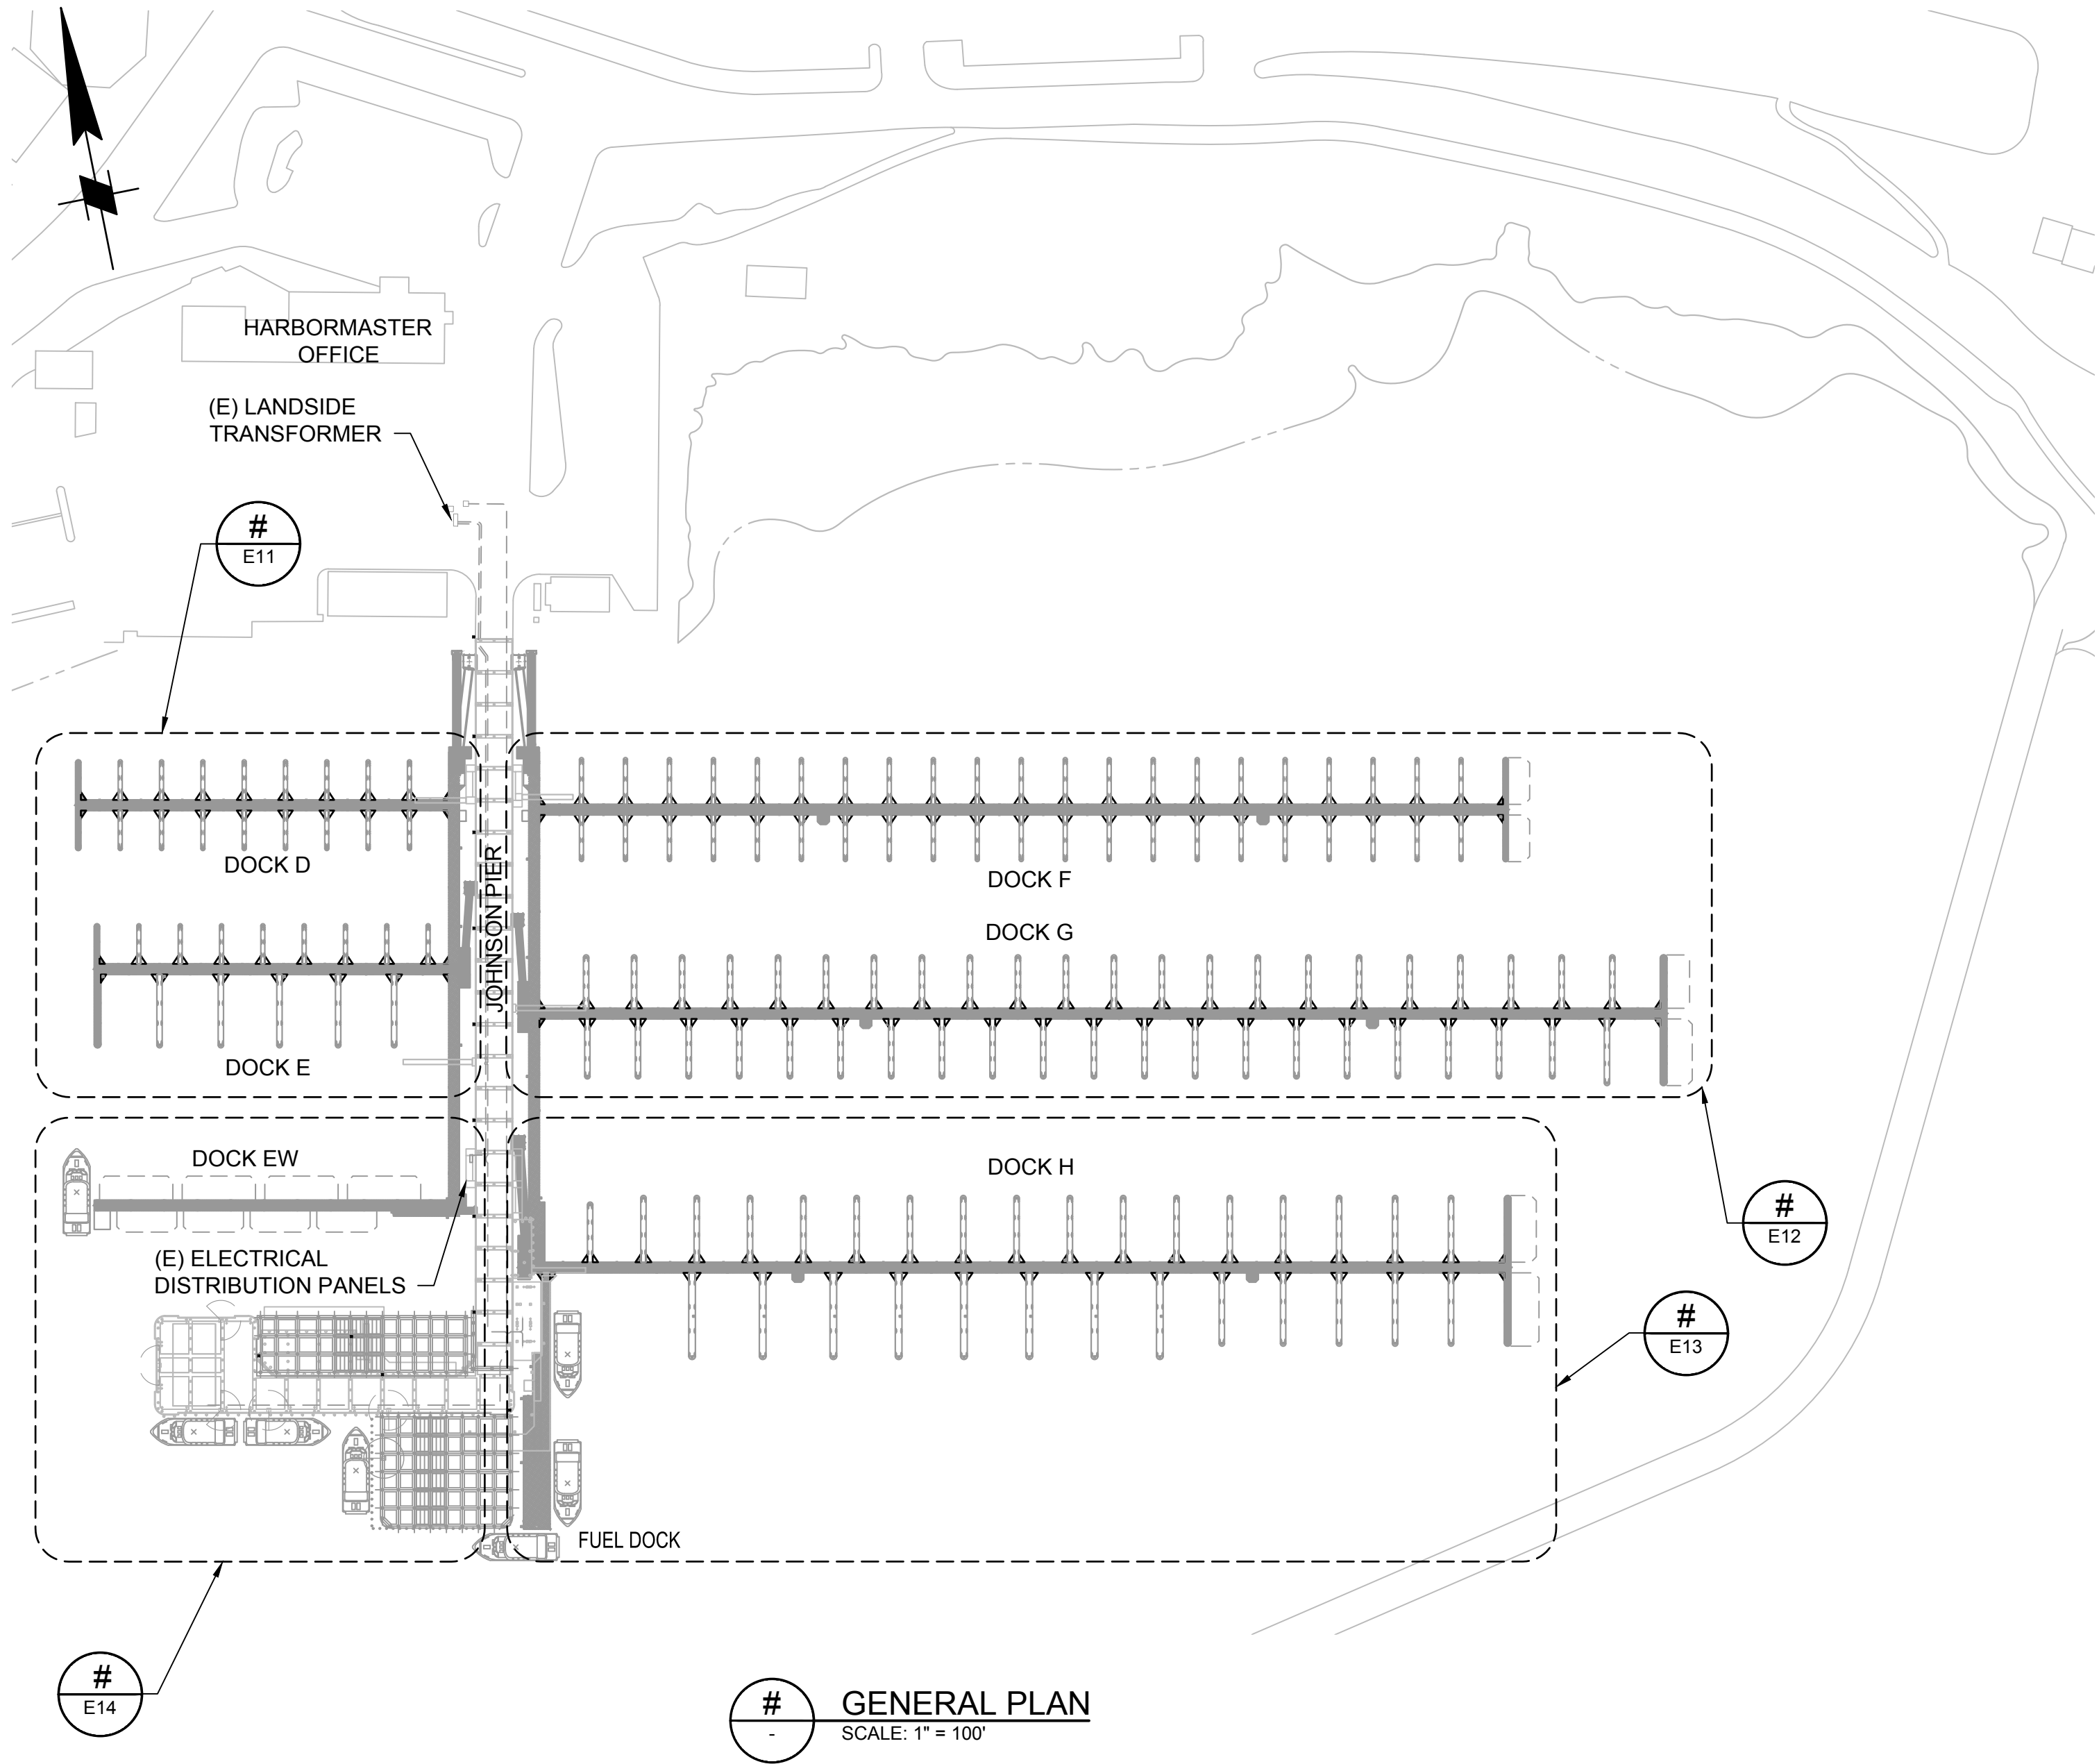 HARBORMASTER
OFFICE
(E) LANDSIDE
TRANSFORMER
#
E11
DOCK D
DOCK F
JOHNSON PIER
DOCK G
DOCK E
DOCK EW
DOCK H
#
E12
(E) ELECTRICAL
DISTRIBUTION PANELS
#
E13
FUEL DOCK
#
E14
#
-
GENERAL PLAN
SCALE: 1" = 100'